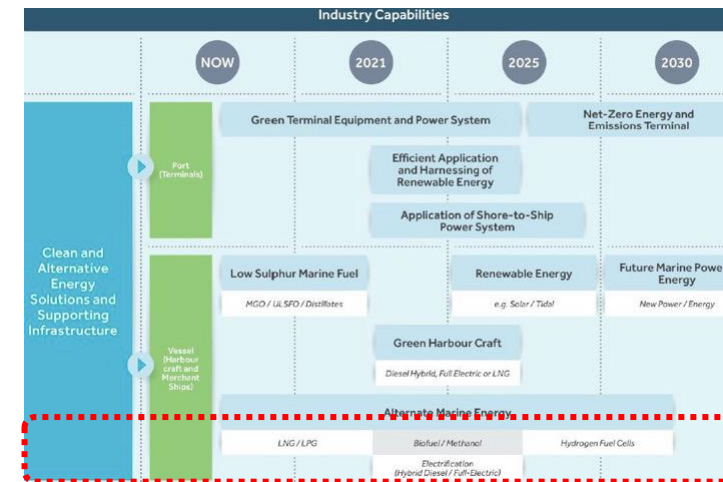 Industry Capabilities
NOW
2021
2025
2030
Clean and
Alternative
Energy
Solutions and
Supporting
Infrastructure
Port
(Terminals)
Green Terminal Equipment and Power System
Net-Zero Energy and
Emissions Terminal
Efficient Application
and Harnessing of
Renewable Energy
Application of Shore-to-Ship
Power System
Vessel
(Harbour
craft and
Merchant
Ships)
Low Sulphur Marine Fuel
MGO / ULSFO / Distillates
Renewable Energy
e.g. Solar / Tidal
Future Marine Powe
Energy
New Power / Energy
Green Harbour Craft
Diesel Hybrid, Full Electric or LNG
Alternate Marine Energy
LNG / LPG
Biofuel / Methanol
Hydrogen Fuel Cells
Electrification
(Hybrid Diesel / Full-Electric)